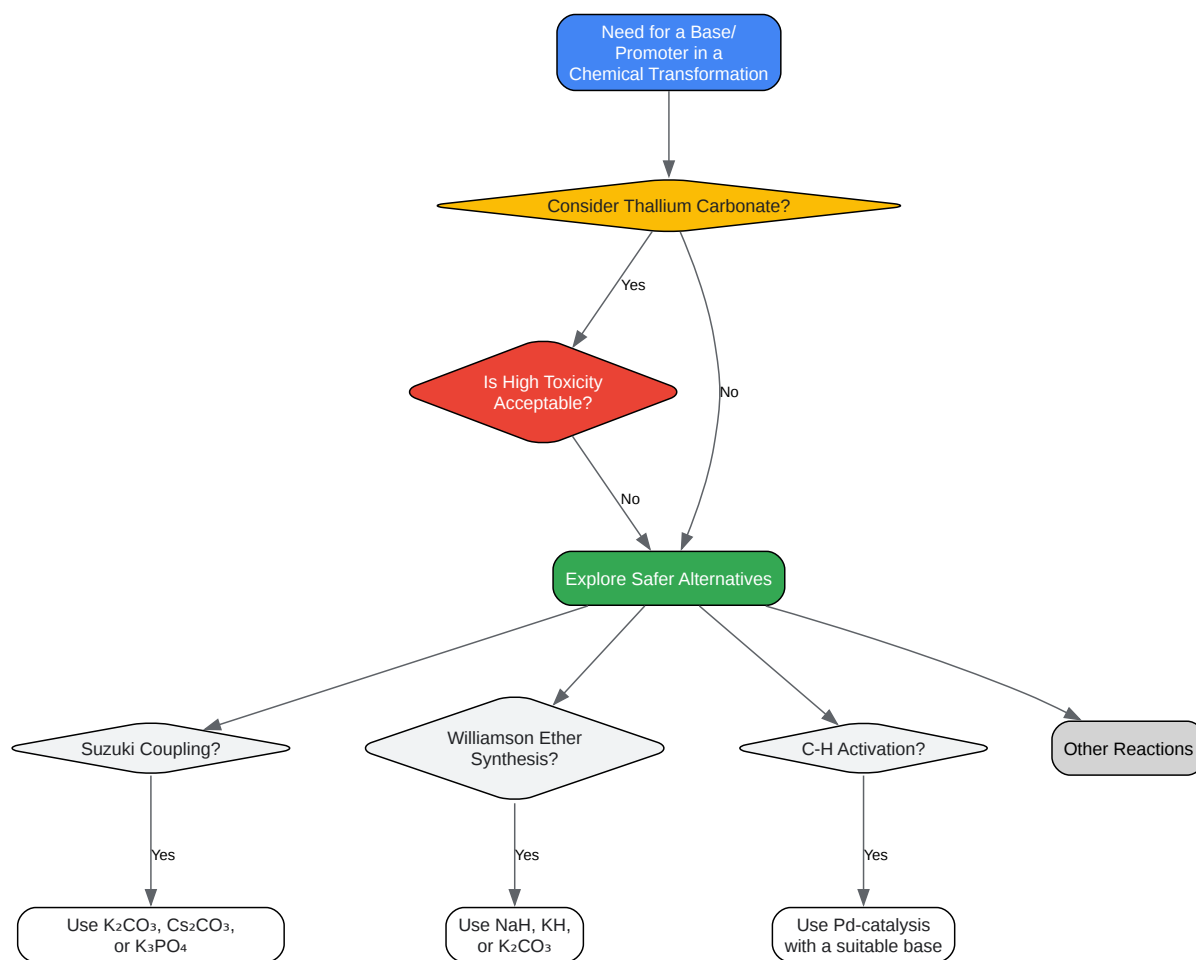 Need for a Base/
Promoter in a
Chemical Transformation
Consider Thallium Carbonate?
Yes
Is High Toxicity
Acceptable?
No
No
Explore Safer Alternatives
Suzuki Coupling?
Williamson Ether
Synthesis?
C-H Activation?
Other Reactions
Yes
Yes
Yes
Use K₂CO₃, Cs₂CO₃,
or K₃PO₄
Use NaH, KH,
or K₂CO₃
Use Pd-catalysis
with a suitable base